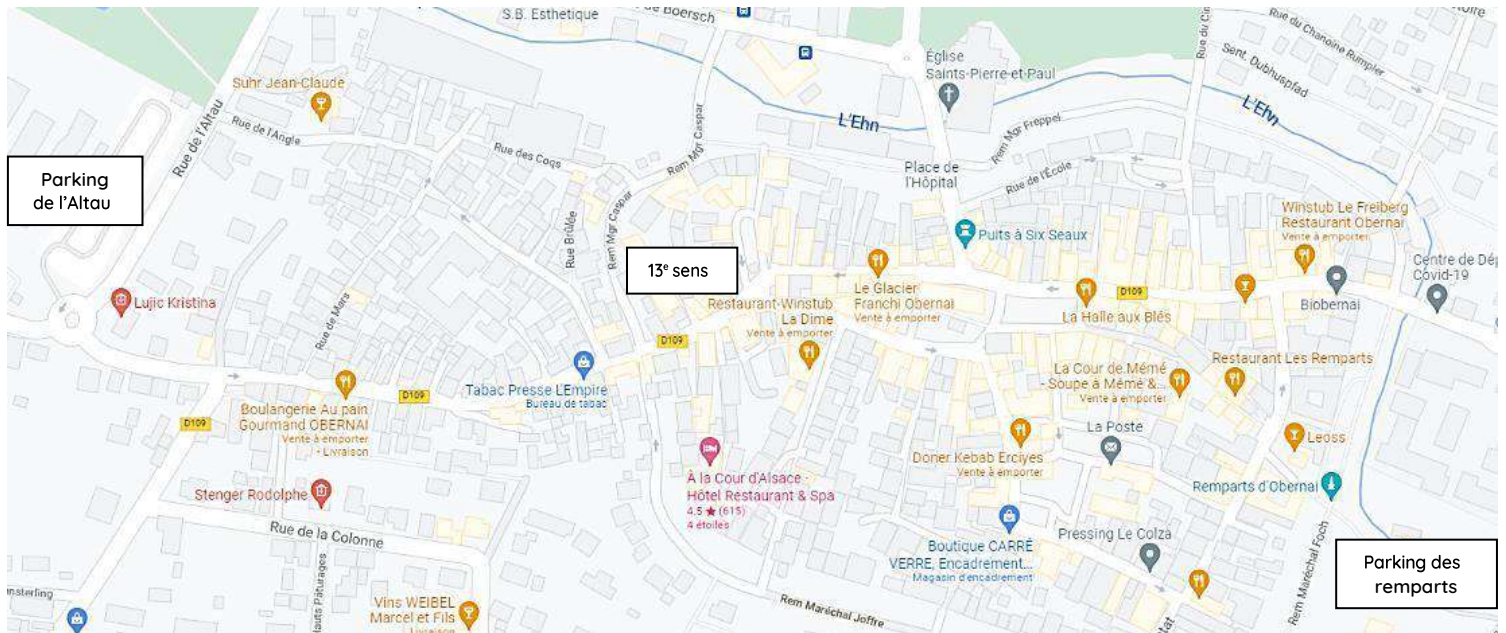 S.B. Esthetique
de Boersch
Rue du Chanoine Rumpler
Sent. Dubhuspfad
Église
Saints-Pierre-et-Paul
Suhr Jean-Claude
Rue de l'Altau
Rue de l'Angle
Rue des Coqs
Rem Mgr Caspar
Rem Mgr Caspar
Rem Mgr Caspar
L'Ehn
L'Ehn
Rem Mgr Freppel
Place de
l'Hôpital
Rue de l'École
Parking
de l'Altau
Rue Brûlée
Puits à Six Seaux
Winstub Le Freiberg
Restaurant Obernai
Vente à emporter
Centre de Dép
Covid-19
13e sens
Lujic Kristina
Rue de Mars
Le Glacier
Franchi Obernai
Vente à emporter
D109
Biobernai
Restaurant-Winstub
La Dime
Vente à emporter
La Halle aux Blés
D109
Tabac Presse L'Empire
Bureau de tabac
La Cour de Mémé
- Soupe à Mémé &...
Vente à emporter
Restaurant Les Remparts
D109
D109
Boulangerie Au pain
Gourmand OBERNAI
Vente à emporter
- Livraison
La Poste
Leoss
Doner Kebab Erciyes
Vente à emporter
À la Cour d'Alsace -
Hôtel Restaurant & Spa
4.5 ★ (615)
4 étoiles
Stenger Rodolphe
Remparts d'Obernai
Rue de la Colonne
Boutique CARRÉ
VERRE, Encadrement...
Magasin d'encadrement
Pressing Le Colza
Rem Maréchal Foch
Parking des
remparts
Hauts Pâturages
Vins WEIBEL
Marcel et Fils
Livraison
Rem Maréchal Joffre